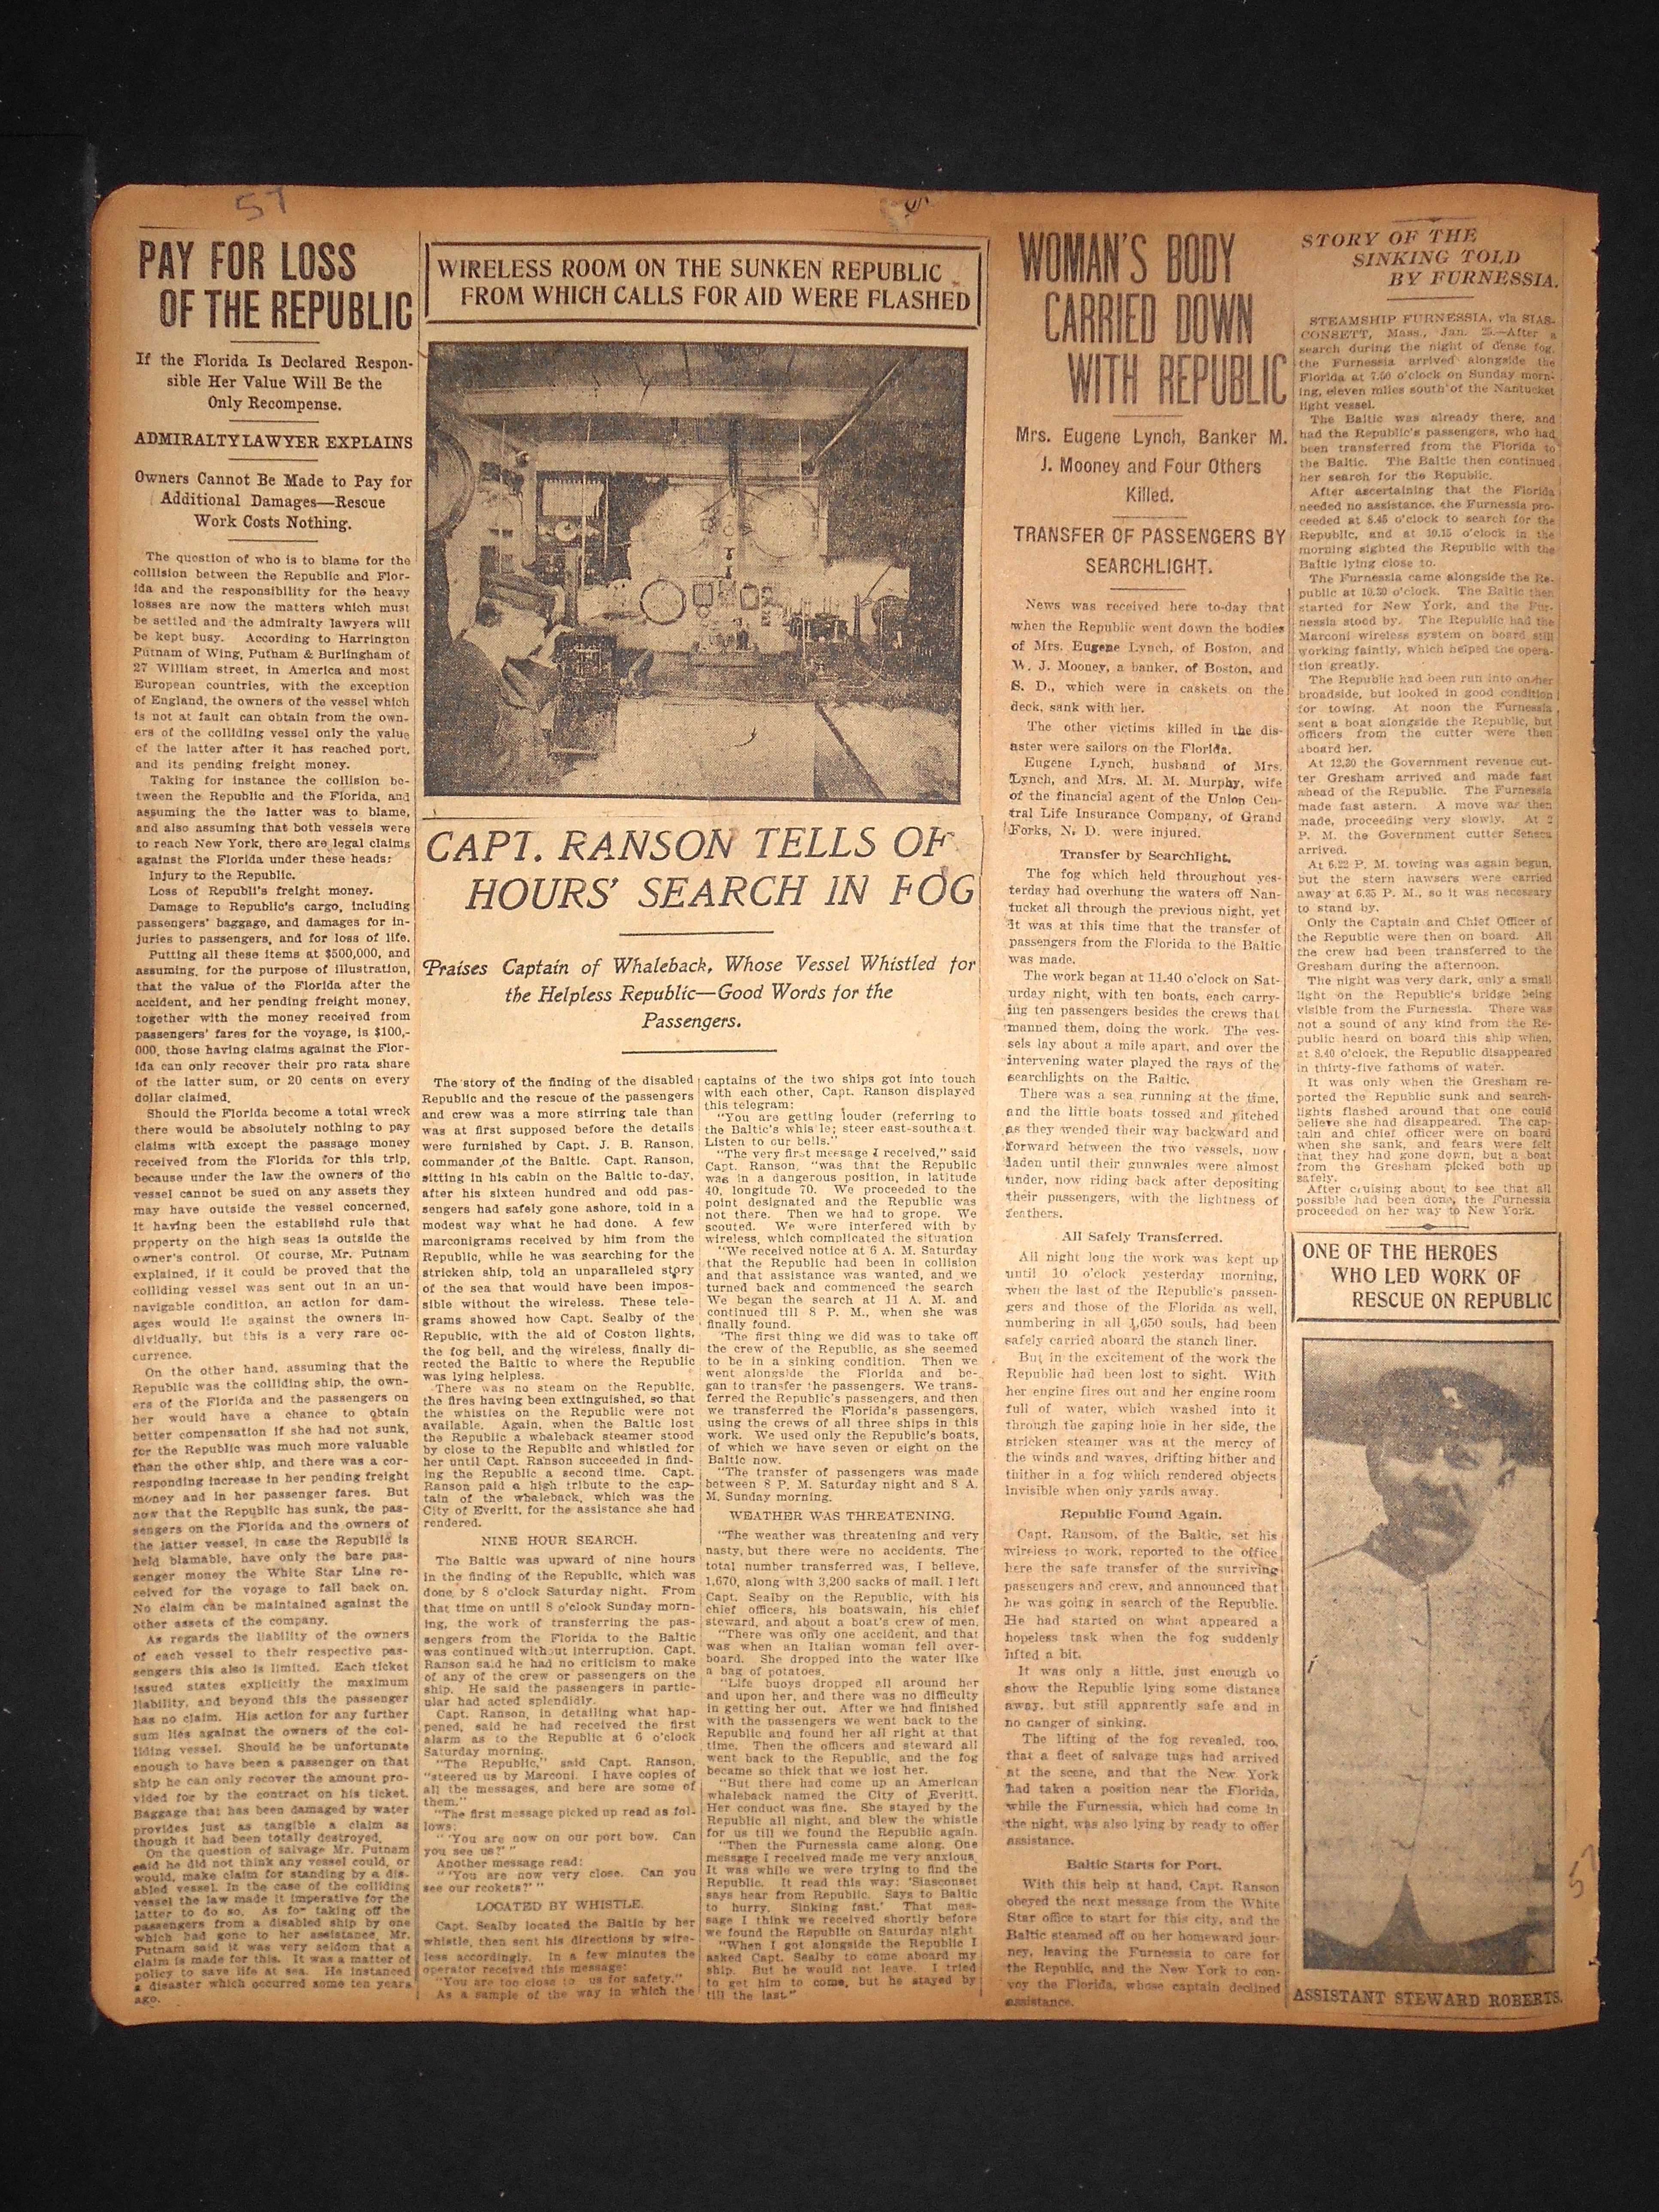 57
PAY FOR LOSS
OF THE REPUBLIC
If the Florida Is Declared Respon-
sible Her Value Will Be the
Only Recompense.
ADMIRALTY LAWYER EXPLAINS
Owners Cannot Be Made to Pay for
Additional Damages—Rescue
Work Costs Nothing.
The question of who is to blame for the
collision between the Republic and Flor-
ida and the responsibility for the heavy
losses are now the matters which must
be settled and the admiralty lawyers will
be kept busy. According to Harrington
Putnam of Wing, Putham & Burlingham of
27 William street, in America and most
European countries, with the exception
of England, the owners of the vessel which
is not at fault can obtain from the own-
ers of the colliding vessel only the value
of the latter after it has reached port,
and its pending freight money.
Taking for instance the collision be-
tween the Republic and the Florida, and
assuming the the latter was to blame,
and also assuming that both vessels were
to reach New York, there are legal claims
against the Florida under these heads:
Injury to the Republic.
Loss of Republi's freight money.
Damage to Republic's cargo, including
passengers' baggage, and damages for in-
juries to passengers, and for loss of life.
Putting all these items at $500,000, and
assuming, for the purpose of illustration,
that the value of the Florida after the
accident, and her pending freight money,
together with the money received from
passengers' fares for the voyage, is $100,-
000, those having claims against the Flor-
ida can only recover their pro rata share
of the latter sum, or 20 cents on every
dollar claimed.
Should the Florida become a total wreck
there would be absolutely nothing to pay
claims with except the passage money
received from the Florida for this trip,
because under the law the owners of the
vessel cannot be sued on any assets they
may have outside the vessel concerned,
it having been the establishd rule that
property on the high seas is outside the
owner's control. Of course, Mr. Putnam
explained, if it could be proved that the
colliding vessel was sent out in an un-
navigable condition, an action for dam-
ages would lie against the owners in-
dividually, but this is a very rare oc-
currence.
On the other hand, assuming that the
Republic was the colliding ship, the own-
ers of the Florida and the passengers on
her would have a chance to obtain
better compensation if she had not sunk,
for the Republic was much more valuable
than the other ship, and there was a cor-
responding increase in her pending freight
money and in her passenger fares. But
now that the Republic has sunk, the pas-
sengers on the Florida and the owners of
the latter vessel, in case the Republic is
held blamable, have only the bare pas-
senger money the White Star Line re-
ceived for the voyage to fall back on.
No claim can be maintained against the
other assets of the company.
As regards the liability of the owners
of each vessel to their respective pas-
sengers this also is limited. Each ticket
issued states explicitly the maximum
liability, and beyond this the passenger
has no claim. His action for any further
sum lies against the owners of the col-
liding vessel. Should he be unfortunate
enough to have been a passenger on that
ship he can only recover the amount pro-
vided for by the contract on his ticket.
Baggage that has been damaged by water
provides just as tangible a claim as
though it had been totally destroyed.
On the question of salvage Mr. Putnam
said he did not think any vessel could, or
would, make claim for standing by a dis-
abled vessel. In the case of the colliding
vessel the law made it imperative for the
latter to do so. As for taking off the
passengers from a disabled ship by one
which had gone to her assistance, Mr.
Putnam said it was very seldom that a
claim is made for this. It was a matter of
policy to save life at sea. He instanced
a disaster which occurred some ten years
ago.
WIRELESS ROOM ON THE SUNKEN REPUBLIC
FROM WHICH CALLS FOR AID WERE FLASHED
CAPT. RANSON TELLS OF
HOURS' SEARCH IN FOG
Praises Captain of Whaleback, Whose Vessel Whistled for
the Helpless Republic—Good Words for the
Passengers.
The story of the finding of the disabled
Republic and the rescue of the passengers
and crew was a more stirring tale than
was at first supposed before the details
were furnished by Capt. J. B. Ranson,
commander of the Baltic. Capt. Ranson,
sitting in his cabin on the Baltic to-day,
after his sixteen hundred and odd pas-
sengers had safely gone ashore, told in a
modest way what he had done. A few
marconigrams received by him from the
Republic, while he was searching for the
stricken ship, told an unparalleled story
of the sea that would have been impos-
sible without the wireless. These tele-
grams showed how Capt. Sealby of the
Republic, with the aid of Coston lights,
the fog bell, and the wireless, finally di-
rected the Baltic to where the Republic
was lying helpless.
There was no steam on the Republic,
the fires having been extinguished, so that
the whistles on the Republic were not
available. Again, when the Baltic lost
the Republic a whaleback steamer stood
by close to the Republic and whistled for
her until Capt. Ranson succeeded in find-
ing the Republic a second time. Capt.
Ranson paid a high tribute to the cap-
tain of the whaleback, which was the
City of Everitt, for the assistance she had
rendered.
NINE HOUR SEARCH.
The Baltic was upward of nine hours
in the finding of the Republic, which was
done by 8 o'clock Saturday night. From
that time on until 8 o'clock Sunday morn-
ing, the work of transferring the pas-
sengers from the Florida to the Baltic
was continued without interruption. Capt.
Ranson said he had no criticism to make
of any of the crew or passengers on the
ship. He said the passengers in partic-
ular had acted splendidly.
Capt. Ranson, in detailing what hap-
pened, said he had received the first
alarm as to the Republic at 6 o'clock
Saturday morning.
"The Republic," said Capt. Ranson,
"steered us by Marconi. I have copies of
all the messages, and here are some of
them."
"The first message picked up read as fol-
lows:
"'You are now on our port bow. Can
you see us?'"
Another message read:
"'You are now very close. Can you
see our rockets?'"
LOCATED BY WHISTLE.
Capt. Sealby located the Baltic by her
whistle, then sent his directions by wire-
less accordingly. In a few minutes the
operator received this message:
"You are too close to us for safety."
As a sample of the way in which the
captains of the two ships got into touch
with each other, Capt. Ranson displayed
this telegram:
"You are getting louder (referring to
the Baltic's whistle; steer east-southeast.
Listen to our bells."
"The very first message I received," said
Capt. Ranson, "was that the Republic
was in a dangerous position, in latitude
40, longitude 70. We proceeded to the
point designated and the Republic was
not there. Then we had to grope. We
scouted. We were interfered with by
wireless, which complicated the situation
"We received notice at 6 A. M. Saturday
that the Republic had been in collision
and that assistance was wanted, and we
turned back and commenced the search
We began the search at 11 A. M. and
continued till 8 P. M., when she was
finally found.
"The first thing we did was to take off
the crew of the Republic, as she seemed
to be in a sinking condition. Then we
went alongside the Florida and be-
gan to transfer the passengers. We trans-
ferred the Republic's passengers, and then
we transferred the Florida's passengers,
using the crews of all three ships in this
work. We used only the Republic's boats,
of which we have seven or eight on the
Baltic now.
"The transfer of passengers was made
between 8 P. M. Saturday night and 8 A.
M. Sunday morning.
WEATHER WAS THREATENING.
"The weather was threatening and very
nasty, but there were no accidents. The
total number transferred was, I believe,
1,670, along with 3,200 sacks of mail. I left
Capt. Sealby on the Republic, with his
chief officers, his boatswain, his chief
steward, and about a boat's crew of men.
"There was only one accident, and that
was when an Italian woman fell over-
board. She dropped into the water like
a bag of potatoes.
"Life buoys dropped all around her
and upon her, and there was no difficulty
in getting her out. After we had finished
with the passengers we went back to the
Republic and found her all right at that
time. Then the officers and steward all
went back to the Republic, and the fog
became so thick that we lost her.
"But there had come up an American
whaleback named the City of Everitt.
Her conduct was fine. She stayed by the
Republic all night, and blew the whistle
for us till we found the Republic again.
"Then the Furnessia came along. One
message I received made me very anxious.
It was while we were trying to find the
Republic. It read this way: 'Siasconset
says hear from Republic. Says to Baltic
to hurry. Sinking fast.' That mes-
sage I think we received shortly before
we found the Republic on Saturday night
"When I got alongside the Republic I
asked Capt. Sealby to come aboard my
ship. But he would not leave. I tried
to get him to come, but he stayed by
till the last."
WOMAN'S BODY
CARRIED DOWN
WITH REPUBLIC
Mrs. Eugene Lynch, Banker M.
J. Mooney and Four Others
Killed.
TRANSFER OF PASSENGERS BY
SEARCHLIGHT.
News was received here to-day that
when the Republic went down the bodies
of Mrs. Eugene Lynch, of Boston, and
W. J. Mooney, a banker, of Boston, and
S. D., which were in caskets on the
deck, sank with her.
The other victims killed in the dis-
aster were sailors on the Florida.
Eugene Lynch, husband of Mrs.
Lynch, and Mrs. M. M. Murphy, wife
of the financial agent of the Union Cen-
tral Life Insurance Company, of Grand
Forks, N. D. were injured.
Transfer by Searchlight.
The fog which held throughout yes-
terday had overhung the waters off Nan-
tucket all through the previous night, yet
it was at this time that the transfer of
passengers from the Florida to the Baltic
was made.
The work began at 11.40 o'clock on Sat-
urday night, with ten boats, each carry-
ing ten passengers besides the crews that
manned them, doing the work. The ves-
sels lay about a mile apart, and over the
intervening water played the rays of the
searchlights on the Baltic.
There was a sea running at the time,
and the little boats tossed and pitched
as they wended their way backward and
forward between the two vessels, now
laden until their gunwales were almost
under, now riding back after depositing
their passengers, with the lightness of
feathers.
All Safely Transferred.
All night long the work was kept up
until 10 o'clock yesterday morning,
when the last of the Republic's passen-
gers and those of the Florida as well,
numbering in all 1,650 souls, had been
safely carried aboard the stanch liner.
But in the excitement of the work the
Republic had been lost to sight. With
her engine fires out and her engine room
full of water, which washed into it
through the gaping hole in her side, the
stricken steamer was at the mercy of
the winds and waves, drifting hither and
thither in a fog which rendered objects
invisible when only yards away.
Republic Found Again.
Capt. Ransom, of the Baltic, set his
wireless to work, reported to the office
here the safe transfer of the surviving
passengers and crew, and announced that
he was going in search of the Republic.
He had started on what appeared a
hopeless task when the fog suddenly
lifted a bit.
It was only a little, just enough to
show the Republic lying some distance
away, but still apparently safe and in
no danger of sinking.
The lifting of the fog revealed, too,
that a fleet of salvage tugs had arrived
at the scene, and that the New York
had taken a position near the Florida,
while the Furnessia, which had come in
the night, was also lying by ready to offer
assistance.
Baltic Starts for Port.
With this help at hand, Capt. Ranson
obeyed the next message from the White
Star office to start for this city, and the
Baltic steamed off on her homeward jour-
ney, leaving the Furnessia to care for
the Republic, and the New York to con-
voy the Florida, whose captain declined
assistance.
STORY OF THE
SINKING TOLD
BY FURNESSIA.
STEAMSHIP FURNESSIA, via SIAS-
CONSETT, Mass., Jan. 25.—After a
search during the night of dense fog,
the Furnessia arrived alongside the
Florida at 7.50 o'clock on Sunday morn-
ing, eleven miles south of the Nantucket
light vessel.
The Baltic was already there, and
had the Republic's passengers, who had
been transferred from the Florida to
the Baltic. The Baltic then continued
her search for the Republic.
After ascertaining that the Florida
needed no assistance, the Furnessia pro-
ceeded at 8.45 o'clock to search for the
Republic, and at 10.15 o'clock in the
morning sighted the Republic with the
Baltic lying close to.
The Furnessia came alongside the Re-
public at 10.30 o'clock. The Baltic then
started for New York, and the Fur-
nessia stood by. The Republic had the
Marconi wireless system on board still
working faintly, which helped the opera-
tion greatly.
The Republic had been run into on her
broadside, but looked in good condition
for towing. At noon the Furnessia
sent a boat alongside the Republic, but
officers from the cutter were then
aboard her.
At 12.30 the Government revenue cut-
ter Gresham arrived and made fast
ahead of the Republic. The Furnessia
made fast astern. A move was then
made, proceeding very slowly. At 2
P. M. the Government cutter Seneca
arrived.
At 6.22 P. M. towing was again begun,
but the stern hawsers were carried
away at 6.35 P. M., so it was necessary
to stand by.
Only the Captain and Chief Officer of
the Republic were then on board. All
the crew had been transferred to the
Gresham during the afternoon.
The night was very dark, only a small
light on the Republic's bridge being
visible from the Furnessia. There was
not a sound of any kind from the Re-
public heard on board this ship when,
at 8.40 o'clock, the Republic disappeared
in thirty-five fathoms of water.
It was only when the Gresham re-
ported the Republic sunk and search-
lights flashed around that one could
believe she had disappeared. The cap-
tain and chief officer were on board
when she sank, and fears were felt
that they had gone down, but a boat
from the Gresham picked both up
safely.
After cruising about to see that all
possible had been done, the Furnessia
proceeded on her way to New York.
ONE OF THE HEROES
WHO LED WORK OF
RESCUE ON REPUBLIC
ASSISTANT STEWARD ROBERTS.
57